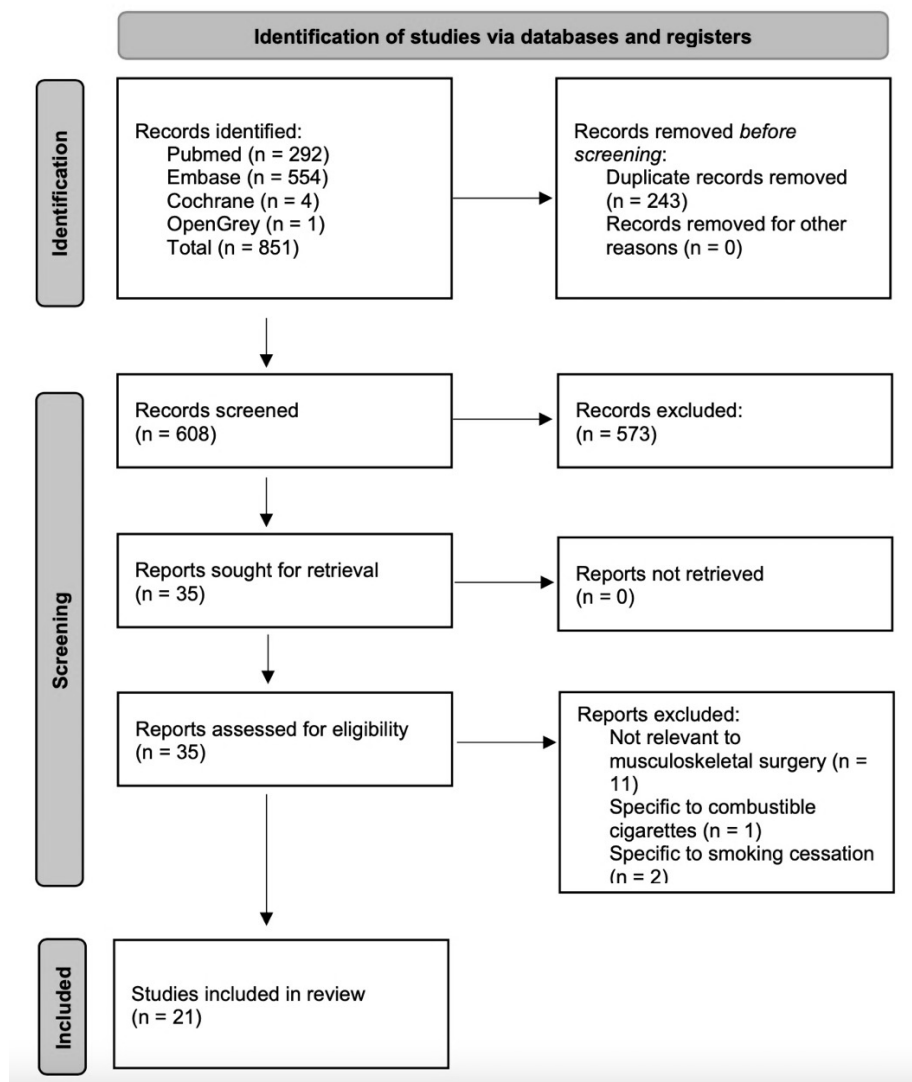 Identification of studies via databases and registers
Identification
Records identified:
Pubmed (n = 292)
Embase (n = 554)
Cochrane (n = 4)
OpenGrey (n = 1)
Total (n = 851)
Records removed before
screening:
Duplicate records removed
(n = 243)
Records removed for other
reasons (n = 0)
Screening
Records screened
(n = 608)
Records excluded:
(n = 573)
Reports sought for retrieval
(n = 35)
Reports not retrieved
(n = 0)
Reports assessed for eligibility
(n = 35)
Reports excluded:
Not relevant to
musculoskeletal surgery (n =
11)
Specific to combustible
cigarettes (n = 1)
Specific to smoking cessation
(n = 2)
Included
Studies included in review
(n = 21)